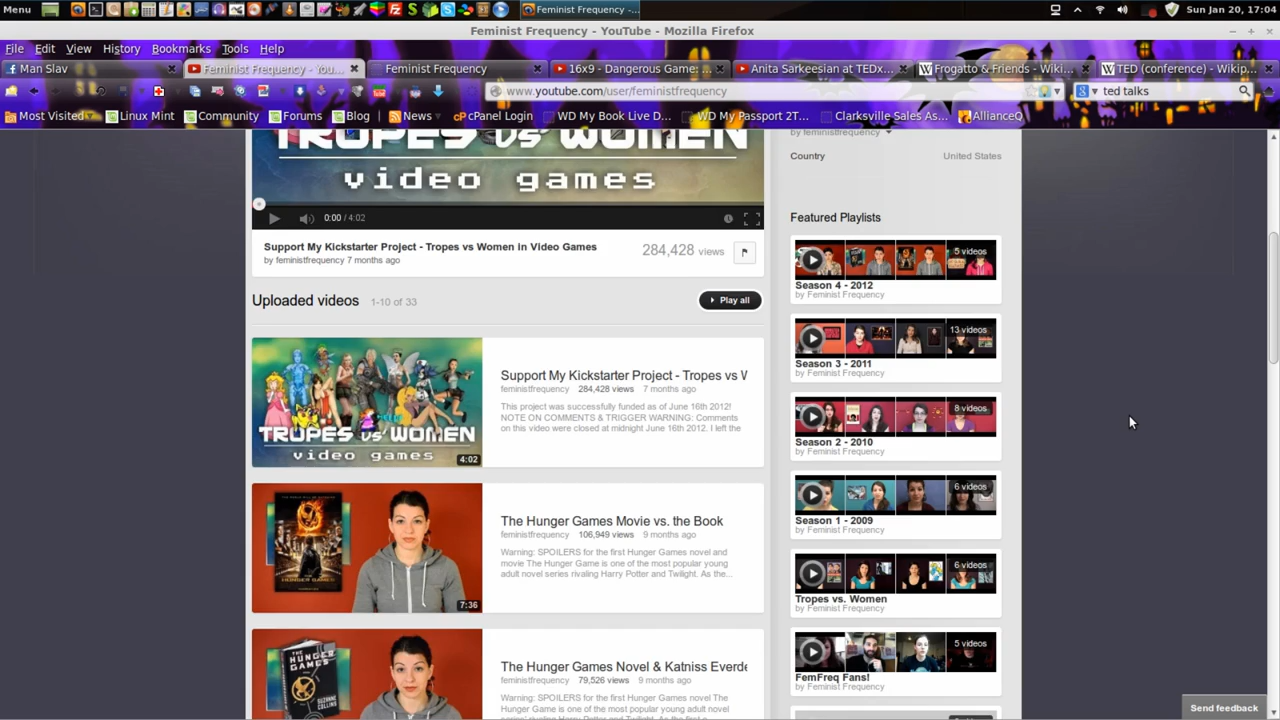 Menu
Feminist Frequency -...
Sun Jan 20, 17:04
Feminist Frequency - YouTube - Mozilla Firefox
File Edit View History Bookmarks Tools Help
Man Slav
Feminist Frequency - You...
Feminist Frequency
16x9 - Dangerous Game: ...
Anita Sarkeesian at TEDx...
Frogatto & Friends - Wiki...
TED (conference) - Wikip...
www.youtube.com/user/feministfrequency
ted talks
Most Visited
Linux Mint
Community
Forums
Blog
News
cPanel Login
WD My Book Live D...
WD My Passport 2T...
Clarksville Sales As...
AllianceQ
TROPES vs WOMEN
video games
0:00 / 4:02
Support My Kickstarter Project - Tropes vs Women in Video Games
by feministfrequency 7 months ago
284,428 views
Uploaded videos 1-10 of 33
Play all
TROPES vs WOMEN
video games
4:02
Support My Kickstarter Project - Tropes vs W
feministfrequency 284,428 views 7 months ago
This project was successfully funded as of June 16th 2012!
NOTE ON COMMENTS & TRIGGER WARNING: Comments
on this video were closed at midnight June 16th 2012. I left the
7:36
The Hunger Games Movie vs. the Book
feministfrequency 106,949 views 9 months ago
Warning: SPOILERS for the first Hunger Games novel and
movie The Hunger Game is one of the most popular young
adult novel series rivaling Harry Potter and Twilight. As the...
THE HUNGER GAMES
SUZANNE COLLINS
The Hunger Games Novel & Katniss Everde
feministfrequency 79,526 views 9 months ago
Warning: SPOILERS for the first Hunger Games novel The
Hunger Game is one of the most popular young adult novel
by feministfrequency
Country United States
Featured Playlists
5 videos
Season 4 - 2012
by Feminist Frequency
13 videos
Season 3 - 2011
by Feminist Frequency
8 videos
Season 2 - 2010
by Feminist Frequency
6 videos
Season 1 - 2009
by Feminist Frequency
6 videos
Tropes vs. Women
by Feminist Frequency
5 videos
FemFreq Fans!
by Feminist Frequency
Send feedback